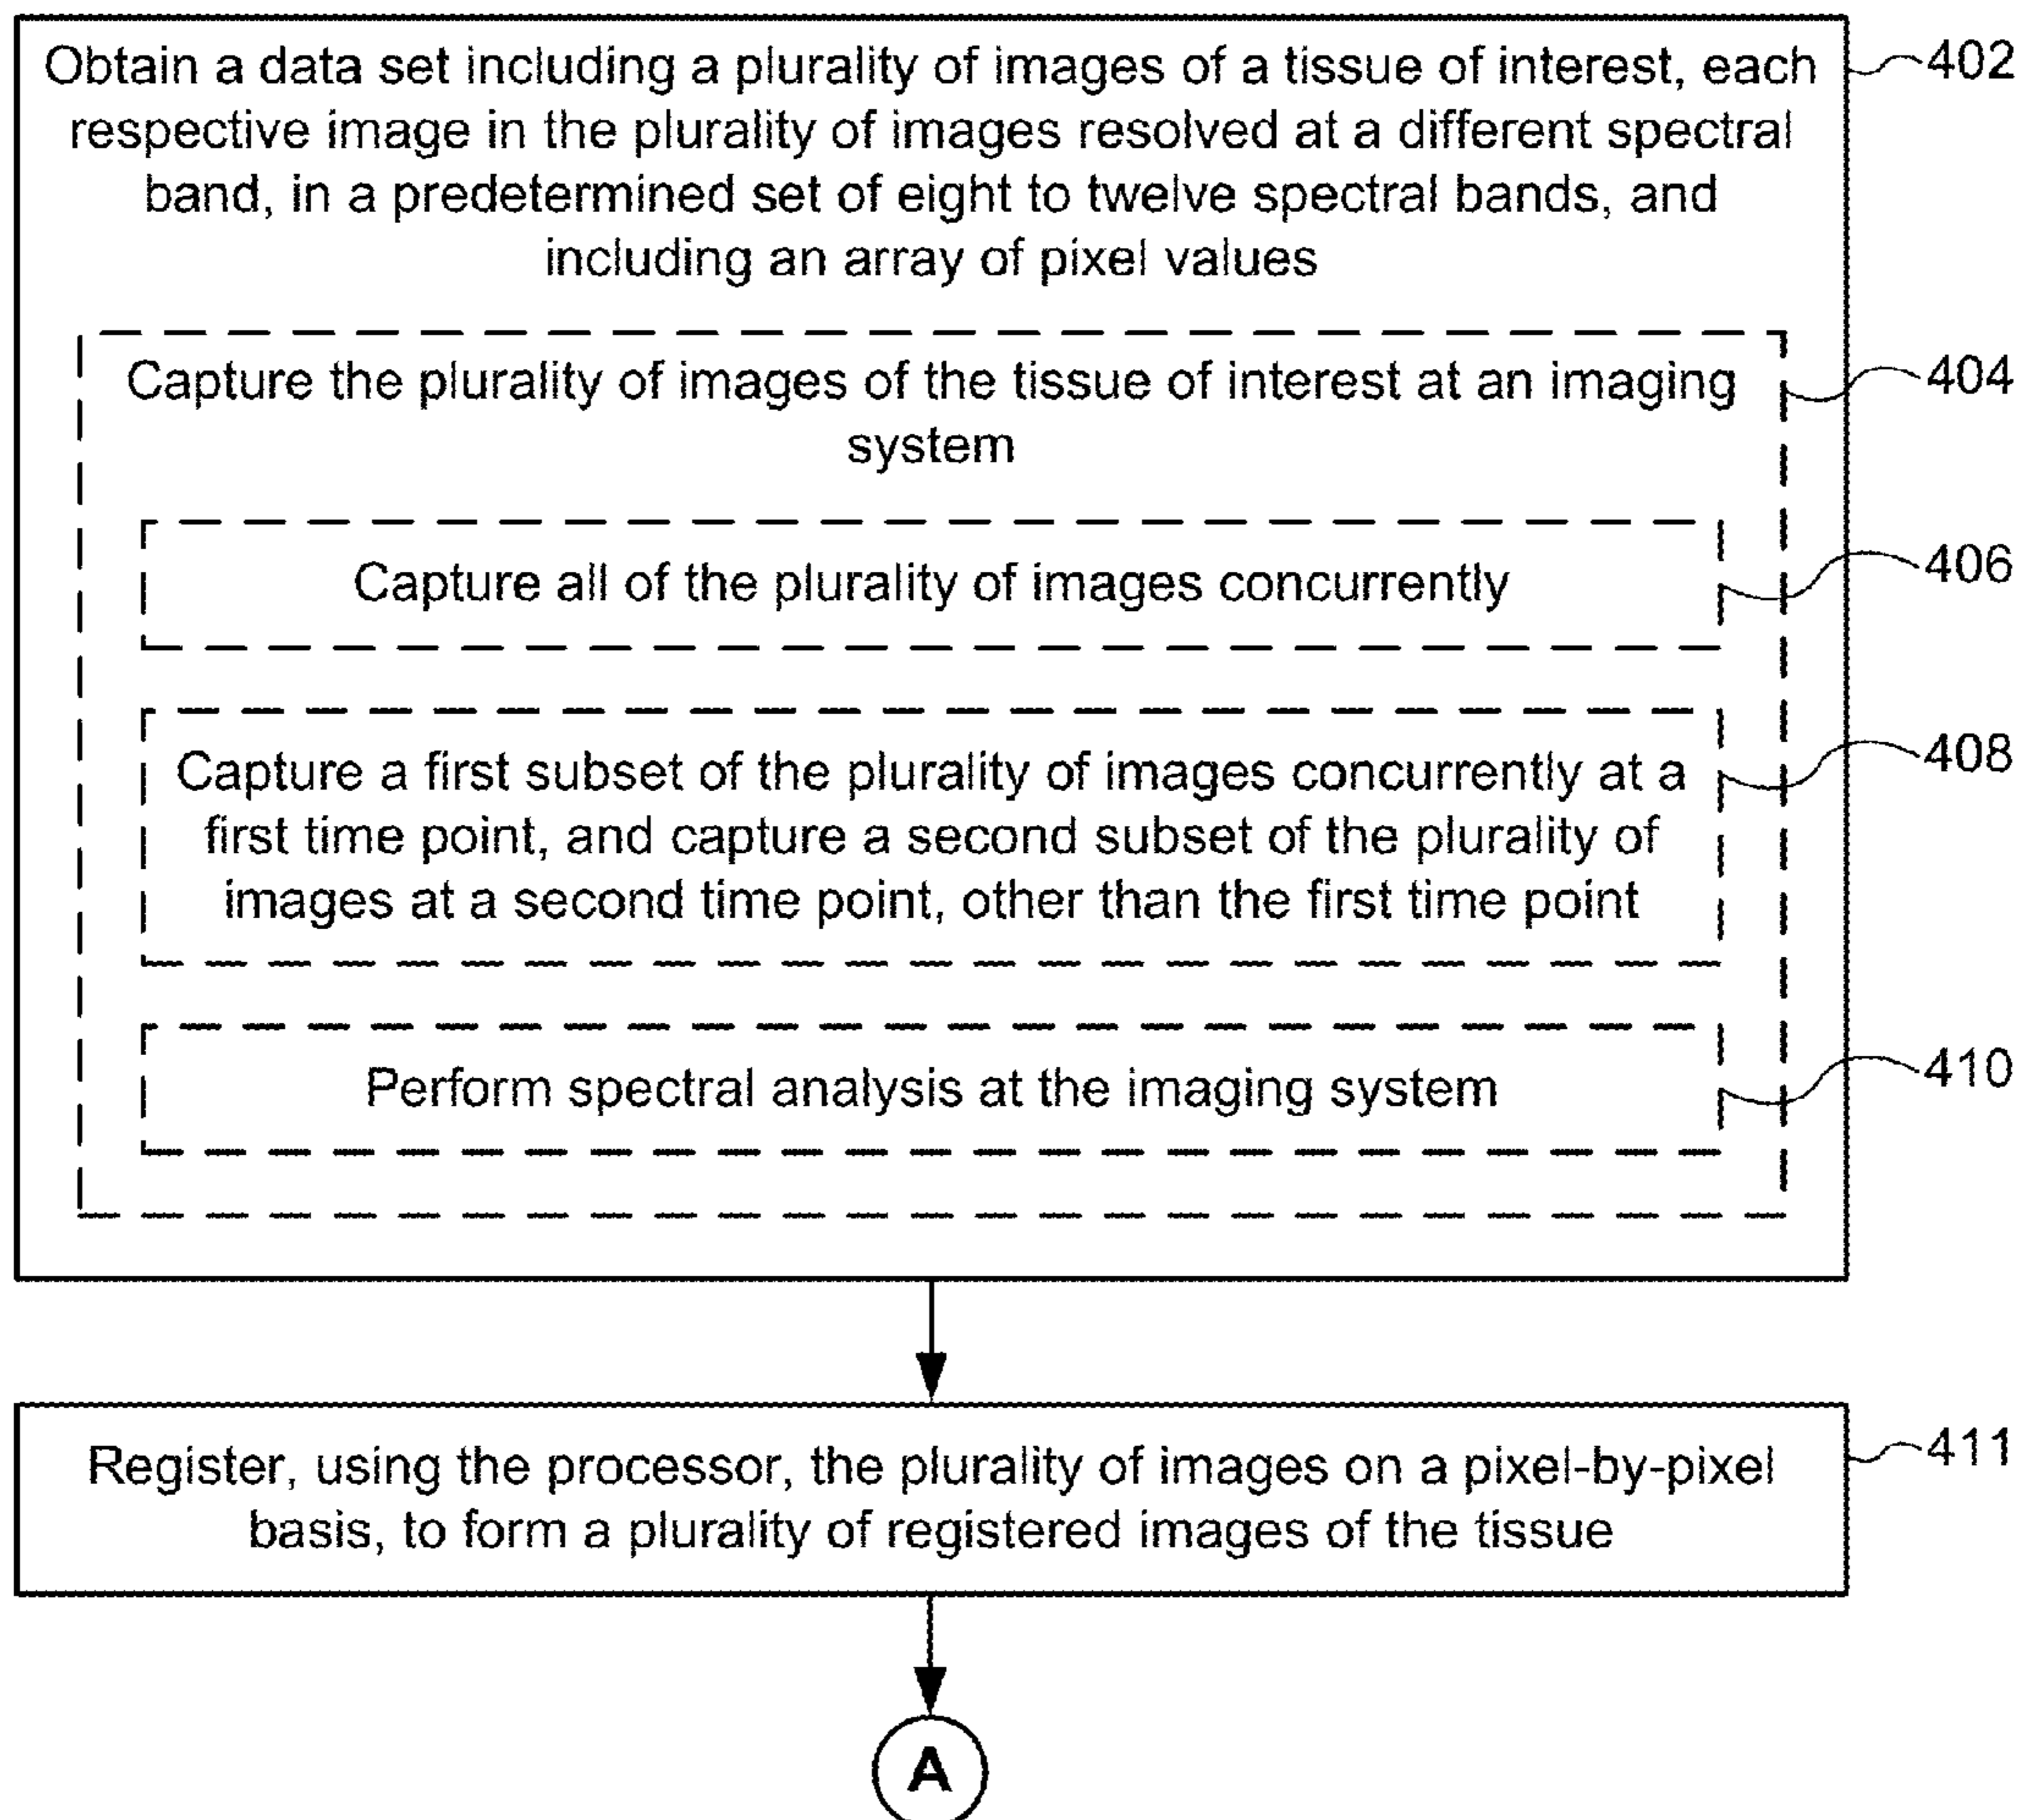 Obtain a data set including a plurality of images of a tissue of interest, each
respective image in the plurality of images resolved at a different spectral
band, in a predetermined set of eight to twelve spectral bands, and
including an array of pixel values
402
Capture the plurality of images of the tissue of interest at an imaging
system
404
Capture all of the plurality of images concurrently
406
Capture a first subset of the plurality of images concurrently at a
first time point, and capture a second subset of the plurality of
images at a second time point, other than the first time point
408
Perform spectral analysis at the imaging system
410
Register, using the processor, the plurality of images on a pixel-by-pixel
basis, to form a plurality of registered images of the tissue
411
A